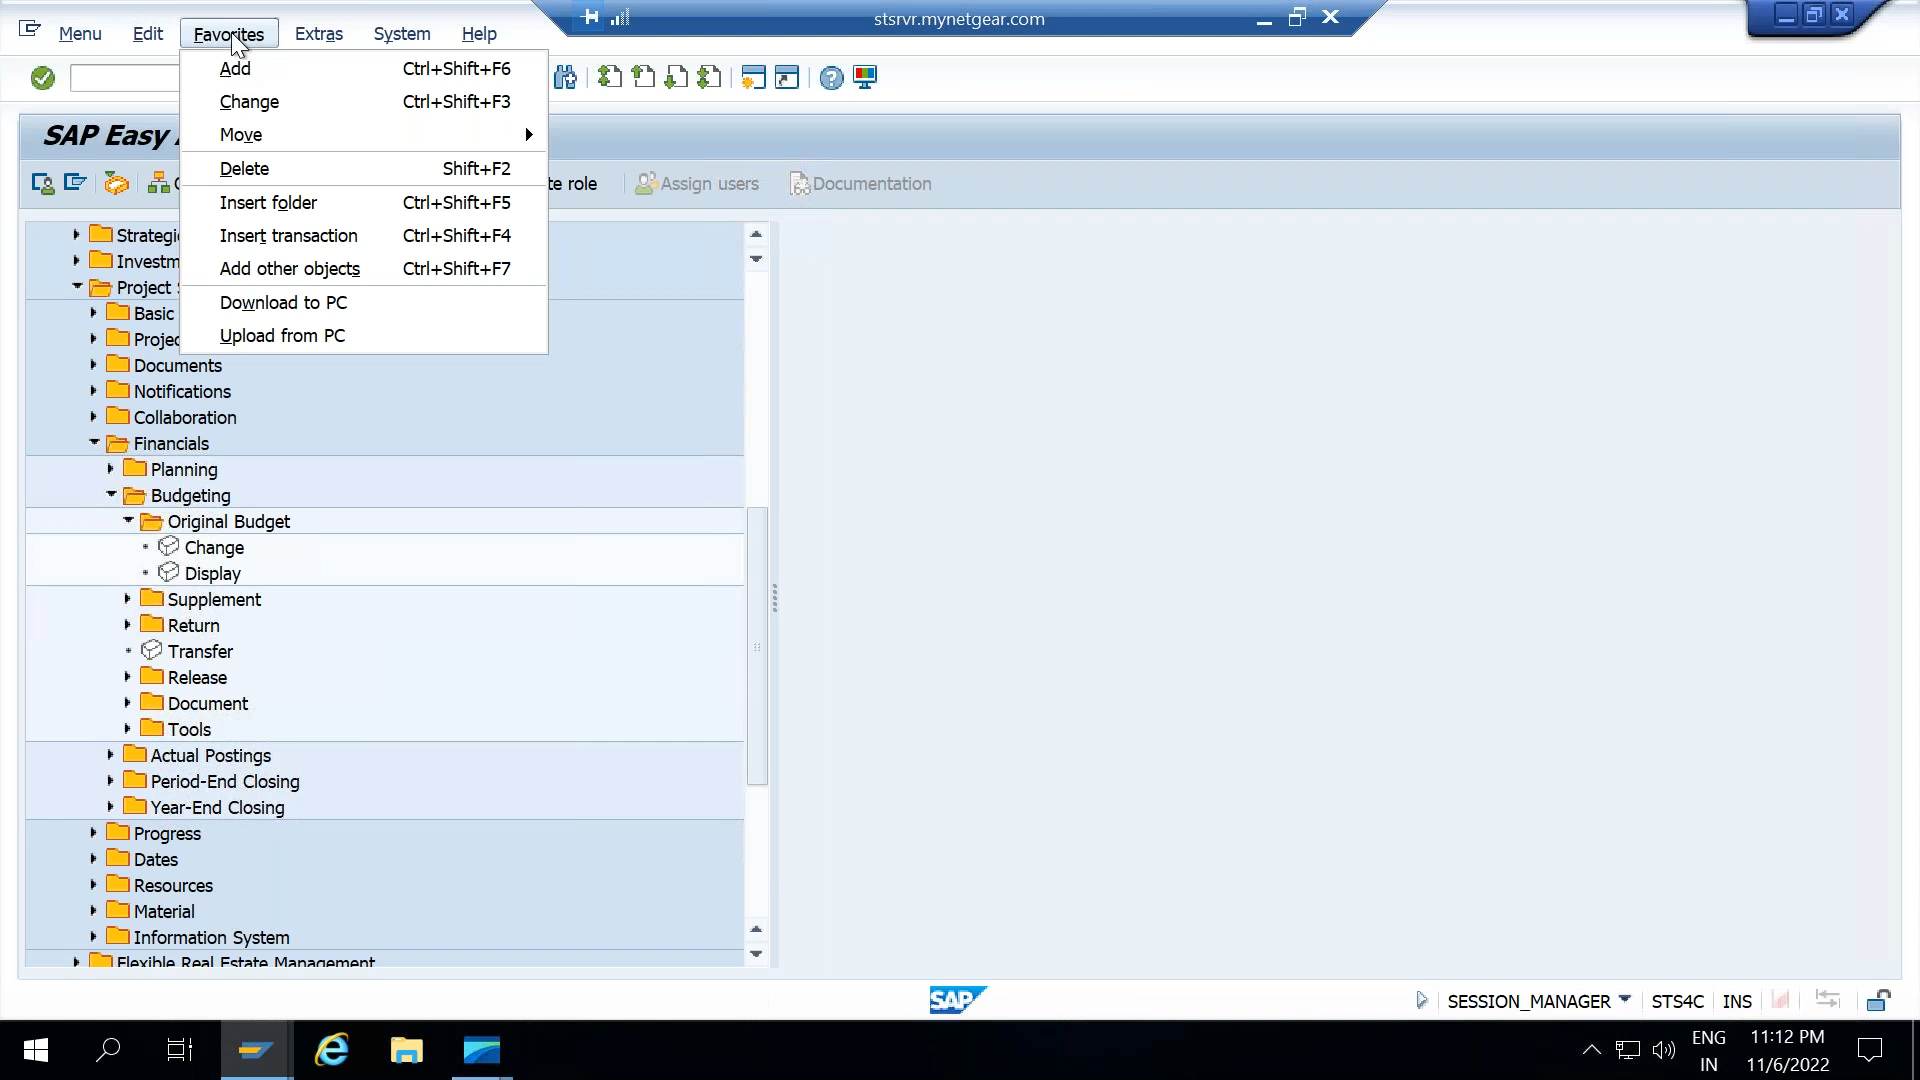 stsrvr.mynetgear.com
Menu Edit Favorites Extras System Help
Add Ctrl+Shift+F6
Change Ctrl+Shift+F3
Move
Delete Shift+F2
Insert folder Ctrl+Shift+F5
Insert transaction Ctrl+Shift+F4
Add other objects Ctrl+Shift+F7
Download to PC
Upload from PC
SAP Easy
te role Assign users Documentation
Strategi
Investm
Project
Basic
Projec
Documents
Notifications
Collaboration
Financials
Planning
Budgeting
Original Budget
Change
Display
Supplement
Return
Transfer
Release
Document
Tools
Actual Postings
Period-End Closing
Year-End Closing
Progress
Dates
Resources
Material
Information System
Flexible Real Estate Management
SAP
SESSION_MANAGER STS4C INS
ENG 11:12 PM
IN 11/6/2022